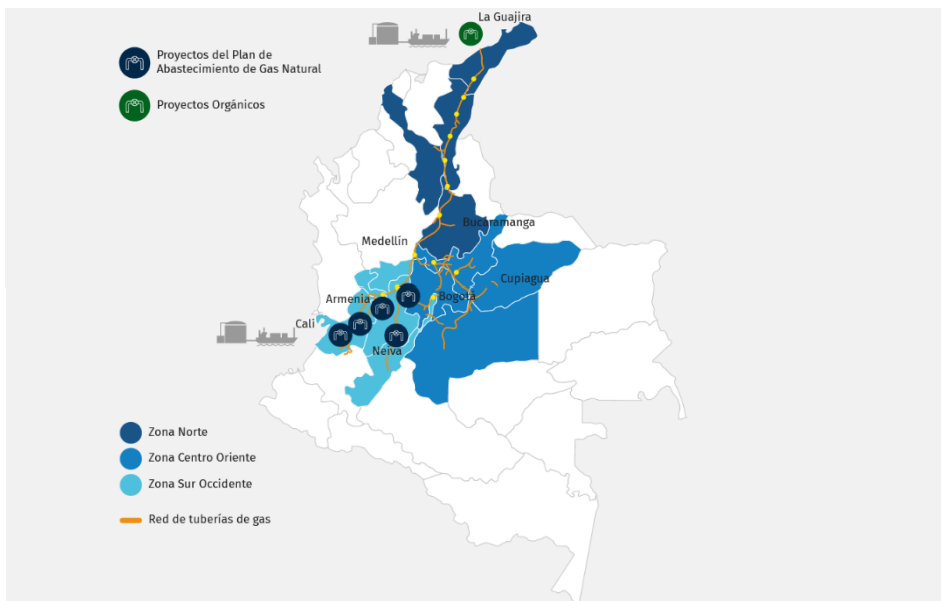 La Guajira
Proyectos del Plan de
Abastecimiento de Gas Natural
Proyectos Orgánicos
Bucáramanga
Medellín
Cupiagua
Armenia
Bogotá
Cali
Neiva
Zona Norte
Zona Centro Oriente
Zona Sur Occidente
Red de tuberías de gas